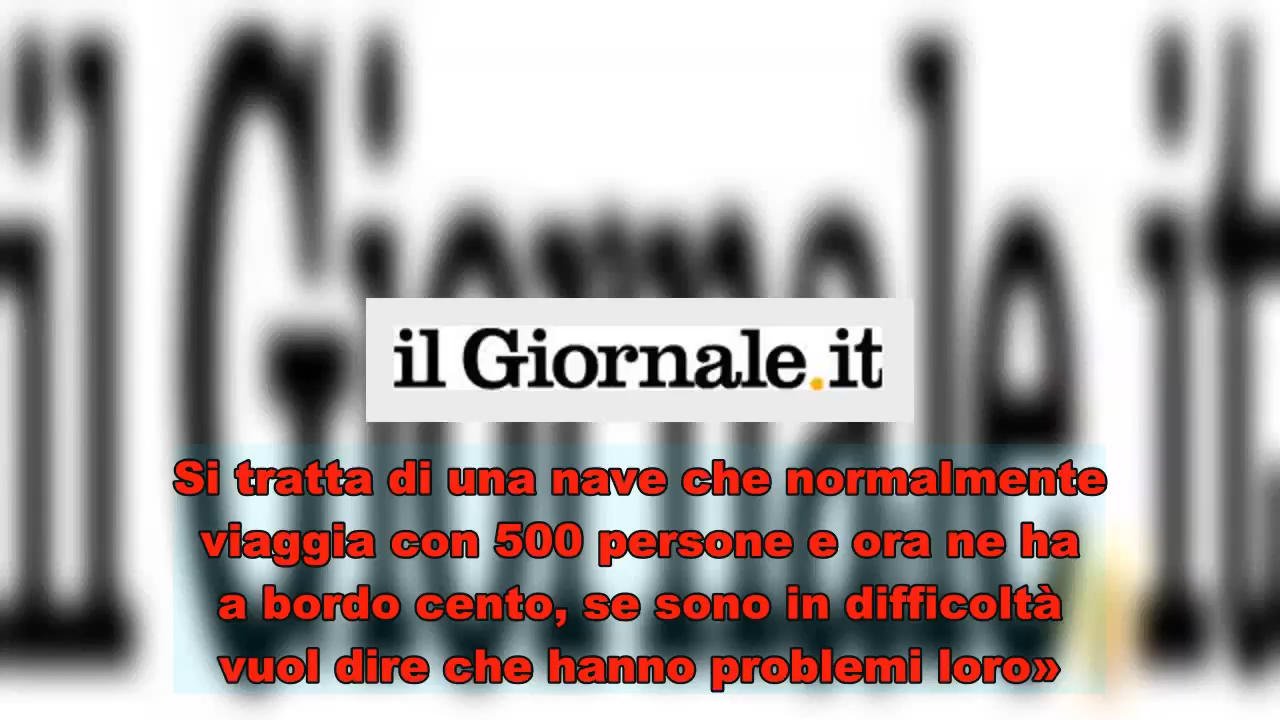 il Giornale.it
Si tratta di una nave che normalmente
viaggia con 500 persone e ora ne ha
a bordo cento, se sono in difficoltà
vuol dire che hanno problemi loro»